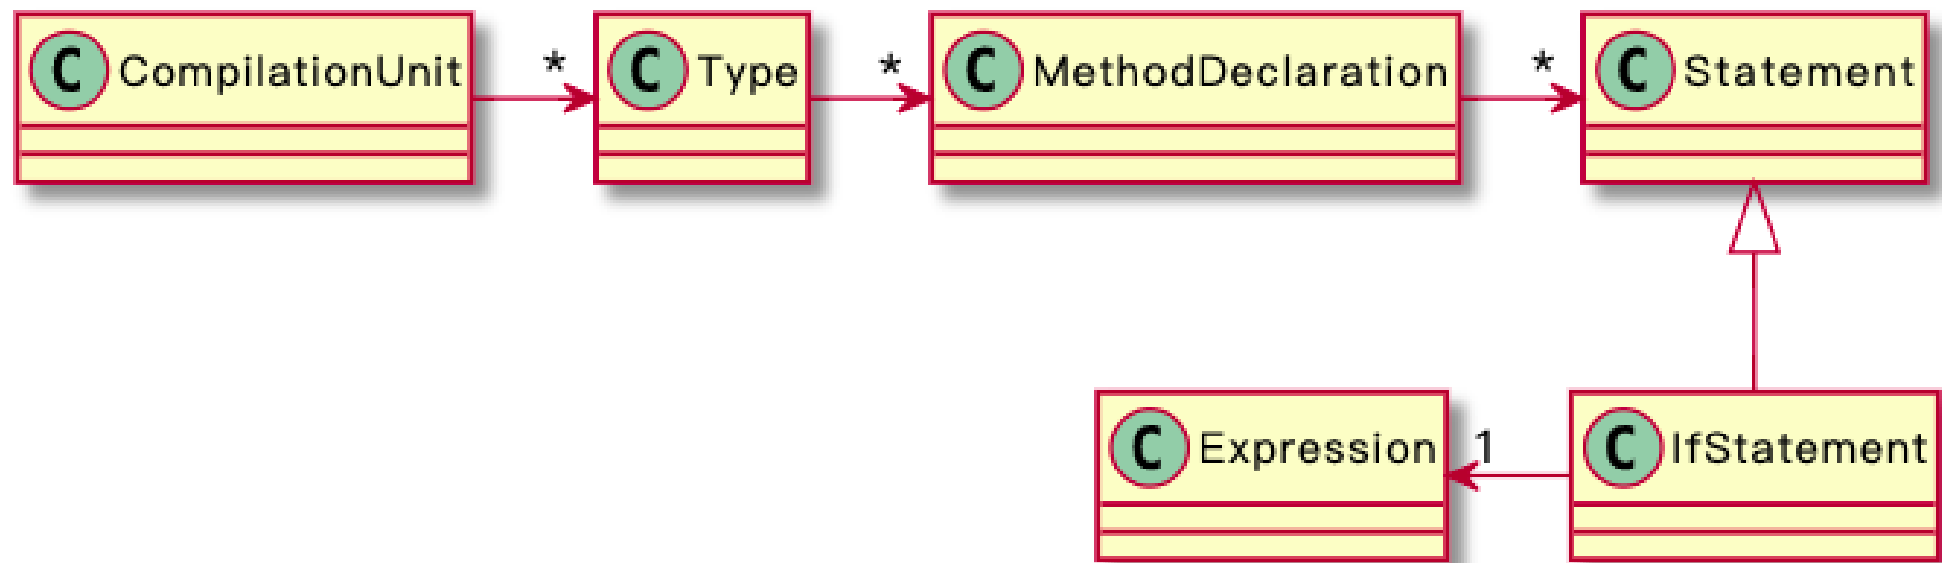 C CompilationUnit * C Type * C MethodDeclaration * C Statement
C Expression 1 C IfStatement